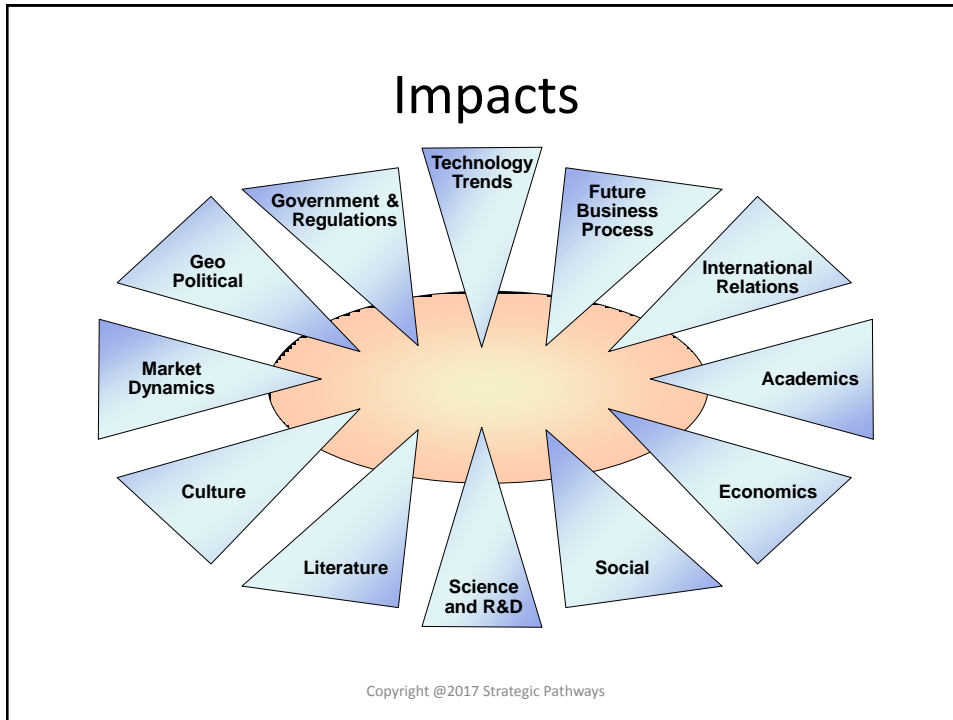 Impacts
Technology
Trends
Government &
Regulations
Future
Business
Process
Geo
Political
International
Relations
Market
Dynamics
Academics
Culture
Economics
Literature
Science
and R&D
Social
Copyright @2017 Strategic Pathways